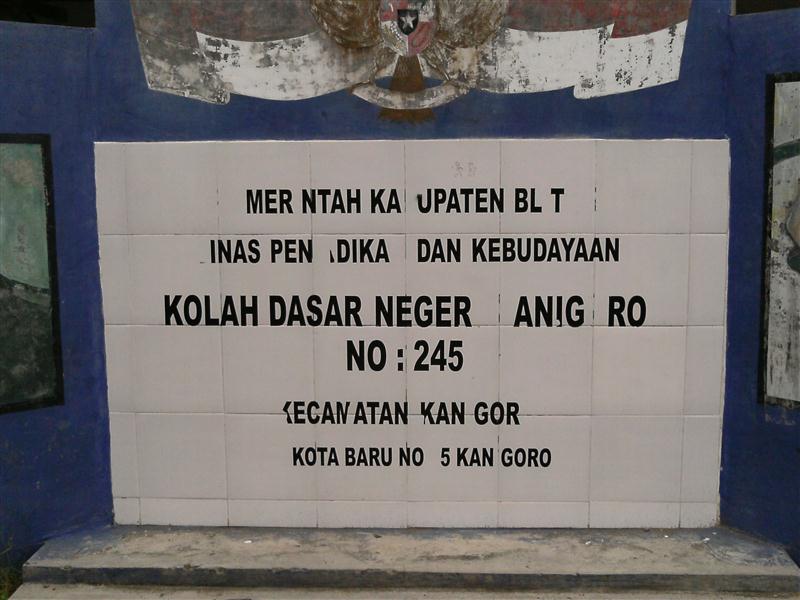 MER NTAH KA UPATEN BL T
INAS PEN DIKA DAN KEBUDAYAAN
KOLAH DASAR NEGER ANIG RO
NO : 245
KECAMATAN KAN GOR
KOTA BARU NO 5 KAN GORO